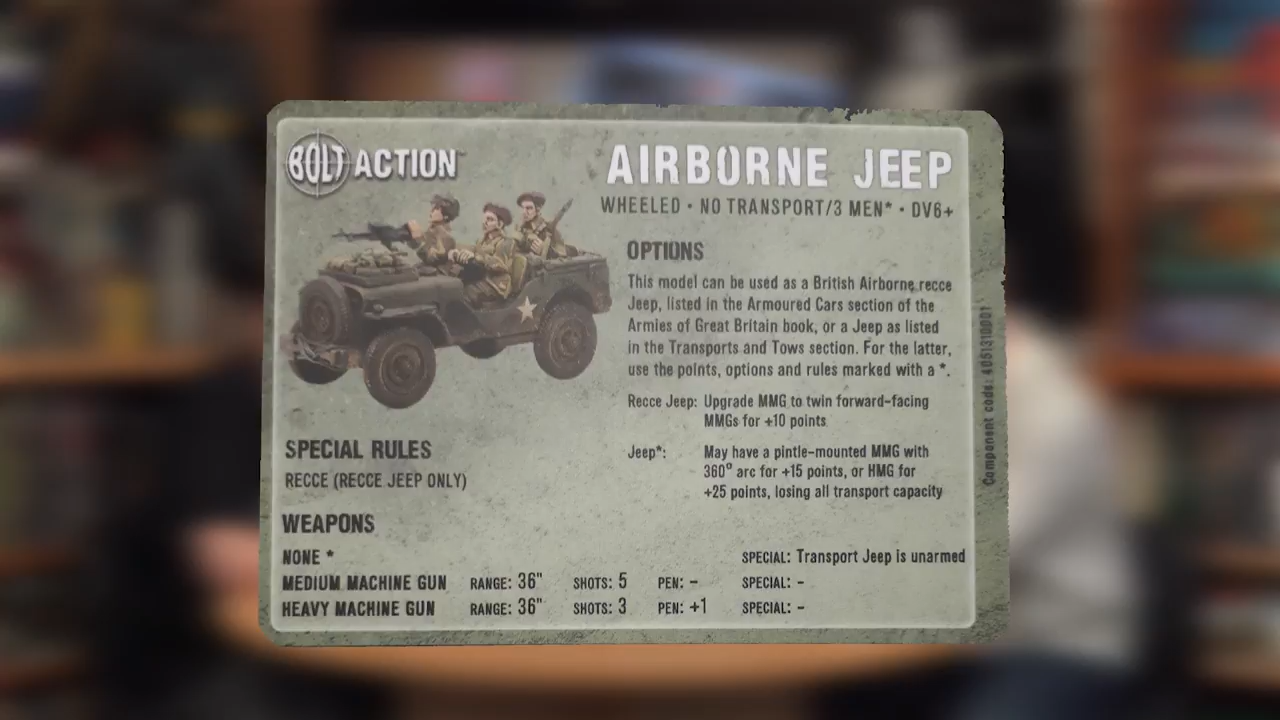 BOLT ACTION
AIRBORNE JEEP
WHEELED • NO TRANSPORT/3 MEN* • DV6+
OPTIONS
This model can be used as a British Airborne recce
Jeep, listed in the Armoured Cars section of the
Armies of Great Britain book, or a Jeep as listed
in the Transports and Tows section. For the latter,
use the points, options and rules marked with a *.
Recce Jeep: Upgrade MMG to twin forward-facing
MMGs for +10 points
Jeep*: May have a pintle-mounted MMG with
360° arc for +15 points, or HMG for
+25 points, losing all transport capacity
SPECIAL RULES
RECCE (RECCE JEEP ONLY)
WEAPONS
NONE * SPECIAL: Transport Jeep is unarmed
MEDIUM MACHINE GUN RANGE: 36" SHOTS: 5 PEN: - SPECIAL: -
HEAVY MACHINE GUN RANGE: 36" SHOTS: 3 PEN: +1 SPECIAL: -
Component code: